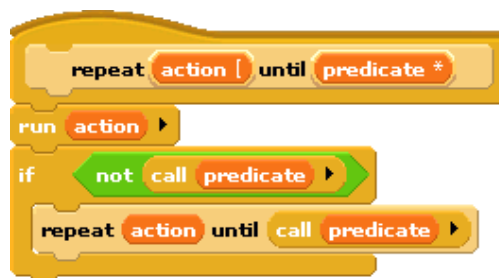 repeat action [ until predicate *
run action
if not call predicate
repeat action until call predicate